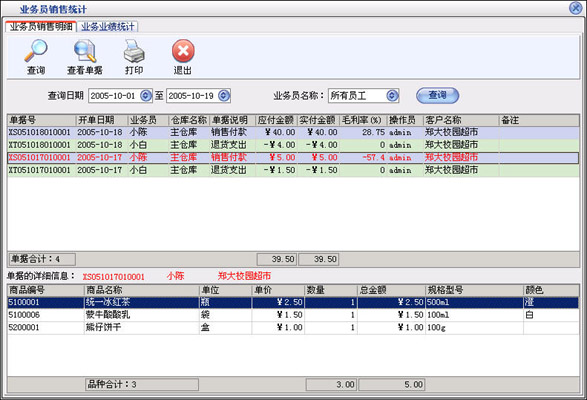 业务员销售统计
业务员销售明细 业务业绩统计
查询 查看单据 打印 退出
查询日期 2005-10-01 至 2005-10-19 业务员名称： 所有员工 查询
单据号 开单日期 业务员 仓库名称 单据说明 应付金额 实付金额 毛利率(%) 操作员 客户名称 备注
XS051018010001 2005-10-18 小陈 主仓库 销售付款 ￥40.00 ￥40.00 28.75 admin 郑大校园超市
XT051018010001 2005-10-18 小白 主仓库 退货支出 -￥4.00 -￥4.00 0 admin 郑大校园超市
XS051017010001 2005-10-17 小陈 主仓库 销售付款 ￥5.00 ￥5.00 -57.4 admin 郑大校园超市
XT051017010001 2005-10-17 小白 主仓库 退货支出 -￥1.50 -￥1.50 0 admin 郑大校园超市
单据合计：4 39.50 39.50
单据的详细信息： XS051017010001 小陈 郑大校园超市
商品编号 商品名称 单位 单价 数量 总金额 规格型号 颜色
5100001 统一冰红茶 瓶 ￥2.50 1 ￥2.50 500ml 澄
5100006 蒙牛酸酸乳 袋 ￥1.50 1 ￥1.50 100ml 白
5200001 熊仔饼干 盒 ￥1.00 1 ￥1.00 100g
品种合计：3 3.00 5.00